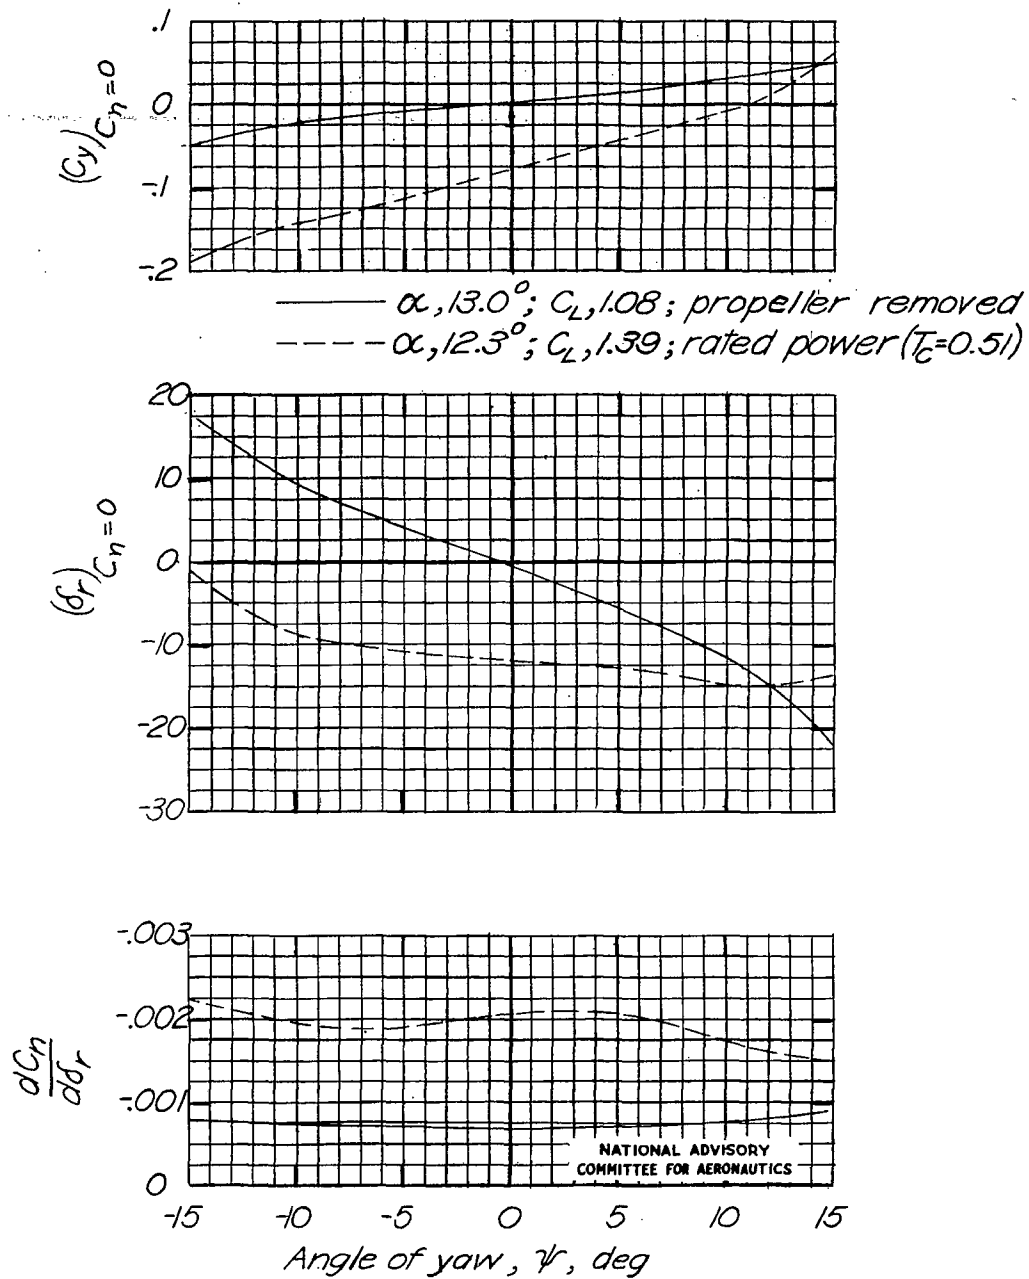 .1
0
-.1
-.2
(Cy)Cn=0
α, 13.0°; CL, 1.08; propeller removed
α, 12.3°; CL, 1.39; rated power (Tc=0.51)
20
10
0
-10
-20
-30
(δr)Cn=0
-.003
-.002
-.001
0
dCn
dδr
NATIONAL ADVISORY
COMMITTEE FOR AERONAUTICS
-15 -10 -5 0 5 10 15
Angle of yaw, ψ, deg